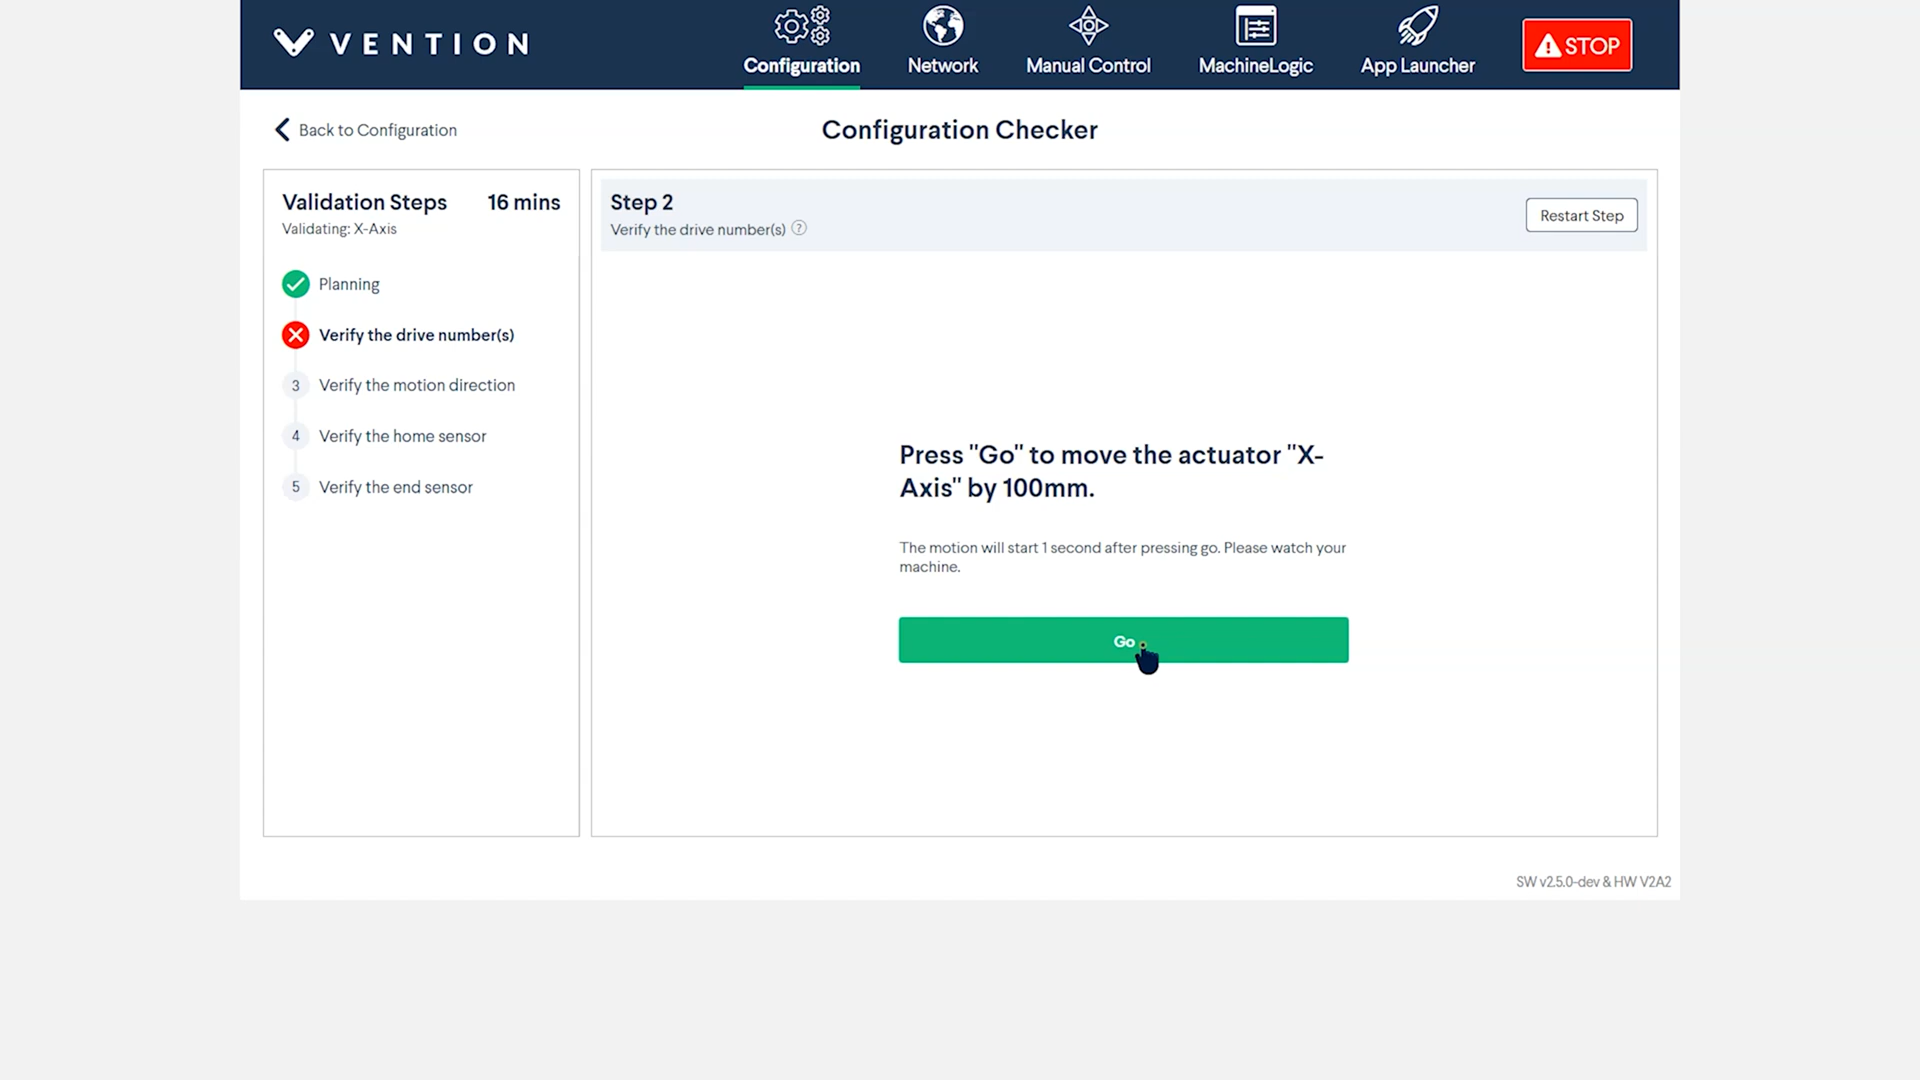 VENTION
Configuration
Network
Manual Control
MachineLogic
App Launcher
STOP
Back to Configuration
Configuration Checker
Validation Steps 16 mins
Validating: X-Axis
Planning
Verify the drive number(s)
3 Verify the motion direction
4 Verify the home sensor
5 Verify the end sensor
Step 2
Verify the drive number(s) ?
Restart Step
Press "Go" to move the actuator "X-
Axis" by 100mm.
The motion will start 1 second after pressing go. Please watch your
machine.
Go
SW v2.5.0-dev & HW V2A2